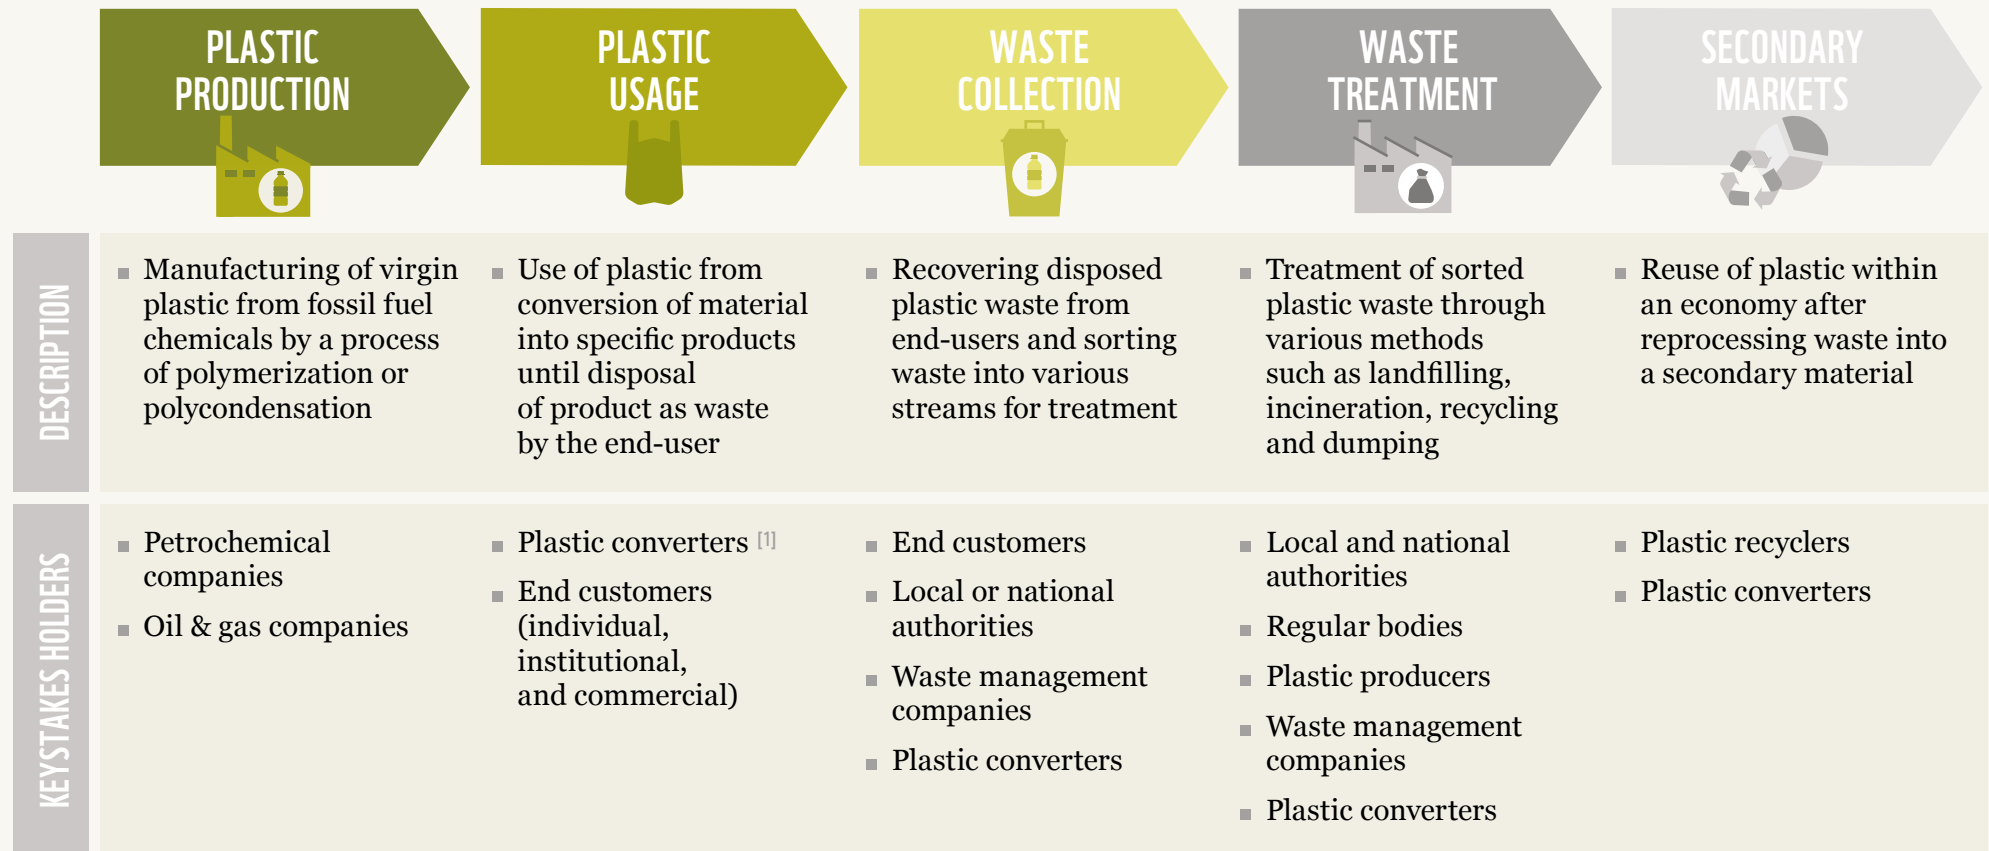 PLASTIC
PRODUCTION
PLASTIC
USAGE
WASTE
COLLECTION
WASTE
TREATMENT
SECONDARY
MARKETS
DESCRIPTION
Manufacturing of virgin
plastic from fossil fuel
chemicals by a process
of polymerization or
polycondensation
Use of plastic from
conversion of material
into specific products
until disposal
of product as waste
by the end-user
Recovering disposed
plastic waste from
end-users and sorting
waste into various
streams for treatment
Treatment of sorted
plastic waste through
various methods
such as landfilling,
incineration, recycling
and dumping
Reuse of plastic within
an economy after
reprocessing waste into
a secondary material
KEYSTAKES HOLDERS
Petrochemical
companies
Oil & gas companies
Plastic converters [1]
End customers
(individual,
institutional,
and commercial)
End customers
Local or national
authorities
Waste management
companies
Plastic converters
Local and national
authorities
Regular bodies
Plastic producers
Waste management
companies
Plastic converters
Plastic recyclers
Plastic converters